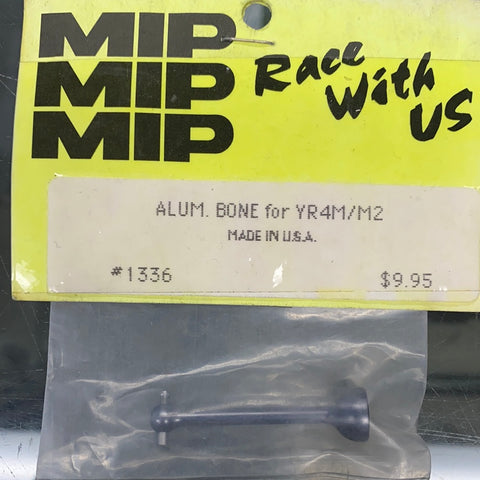 MIP
MIP
MIP
Race
With
US
ALUM. BONE for YR4M/M2
MADE IN U.S.A.
#1336 $9.95